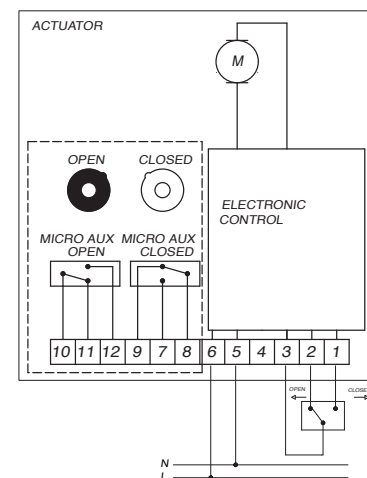 ACTUATOR
M
OPEN CLOSED
ELECTRONIC
CONTROL
MICRO AUX MICRO AUX
OPEN CLOSED
10 11 12 9 7 8 6 5 4 3 2 1
OPEN CLOSE
N
L